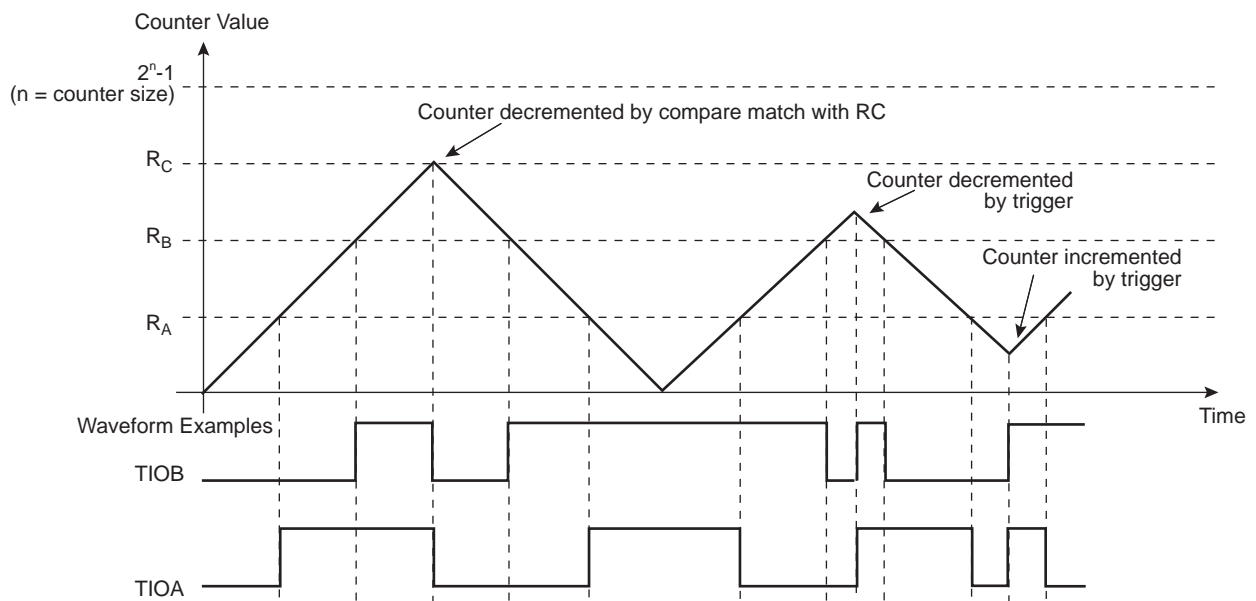 Counter Value
2ⁿ-1
(n = counter size)
Counter decremented by compare match with RC
R_C
Counter decremented
by trigger
R_B
Counter incremented
by trigger
R_A
Time
Waveform Examples
TIOB
TIOA